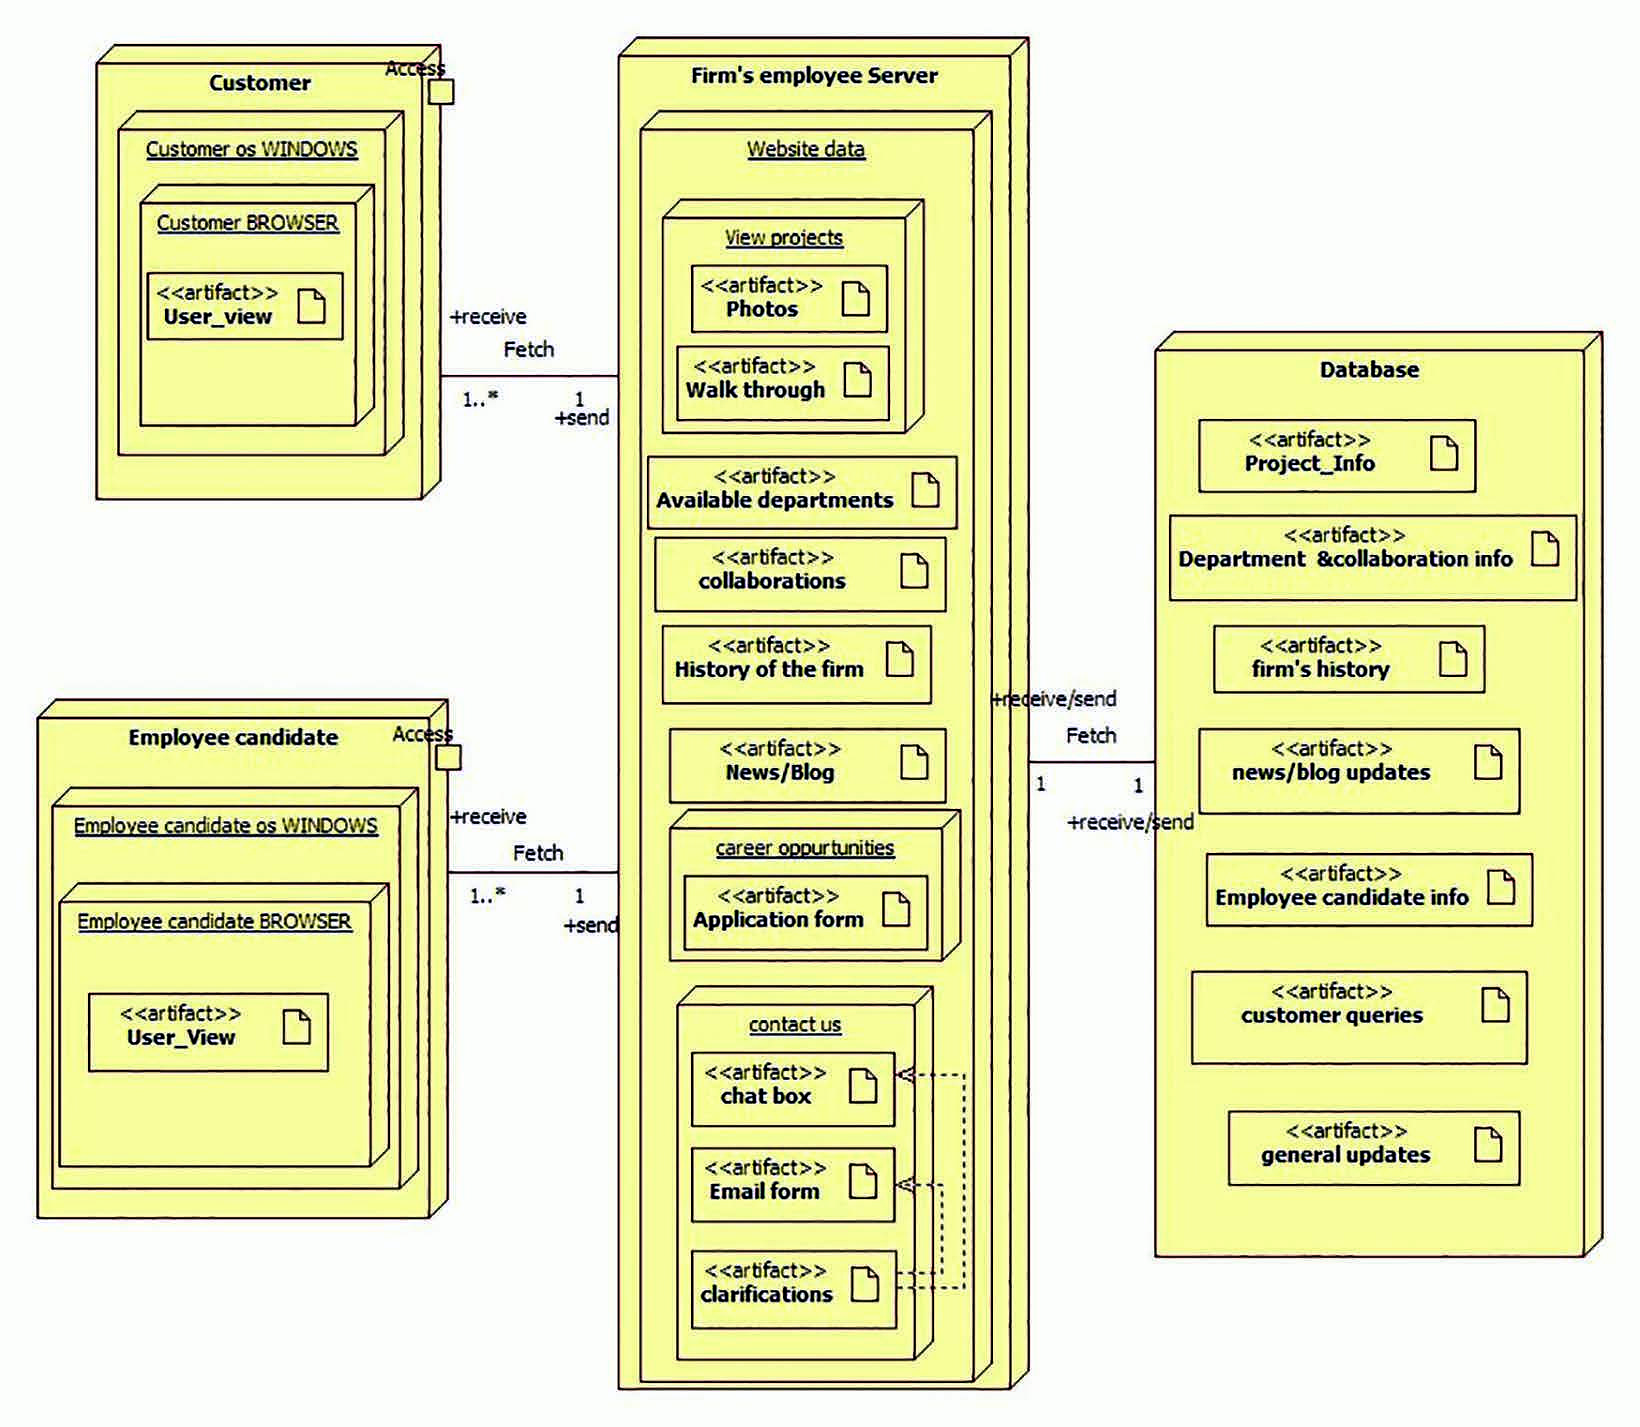 Customer
Access
Customer os WINDOWS
Customer BROWSER
<<artifact>>
User_view
+receive
Fetch
1..*
1
+send
Employee candidate
Access
Employee candidate os WINDOWS
Employee candidate BROWSER
<<artifact>>
User_View
+receive
Fetch
1..*
1
+send
Firm's employee Server
Website data
View projects
<<artifact>>
Photos
<<artifact>>
Walk through
<<artifact>>
Available departments
<<artifact>>
collaborations
<<artifact>>
History of the firm
<<artifact>>
News/Blog
career oppurtunities
<<artifact>>
Application form
contact us
<<artifact>>
chat box
<<artifact>>
Email form
<<artifact>>
clarifications
+receive/send
Fetch
1
1
+receive/send
Database
<<artifact>>
Project_Info
<<artifact>>
Department &collaboration info
<<artifact>>
firm's history
<<artifact>>
news/blog updates
<<artifact>>
Employee candidate info
<<artifact>>
customer queries
<<artifact>>
general updates